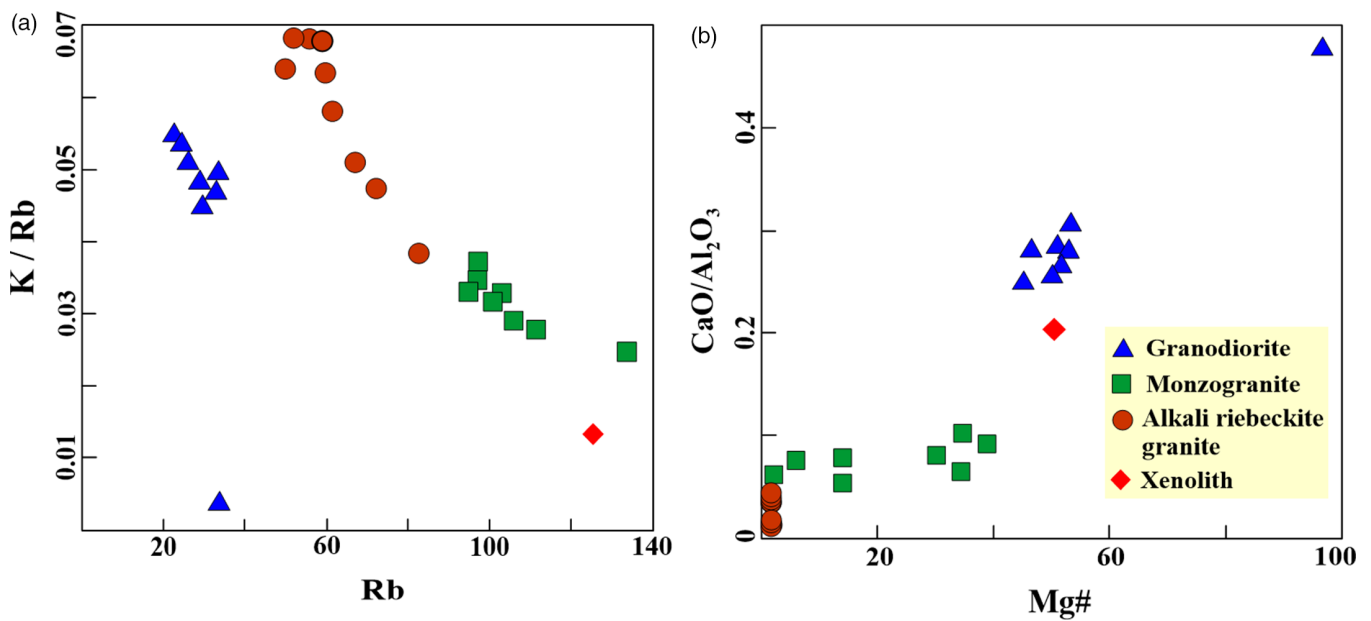 (a)
0.07
0.05
0.03
0.01
K / Rb
20
60
100
140
Rb
(b)
0.4
0.2
0
CaO/Al₂O₃
20
60
100
Mg#
Granodiorite
Monzogranite
Alkali riebeckite
granite
Xenolith